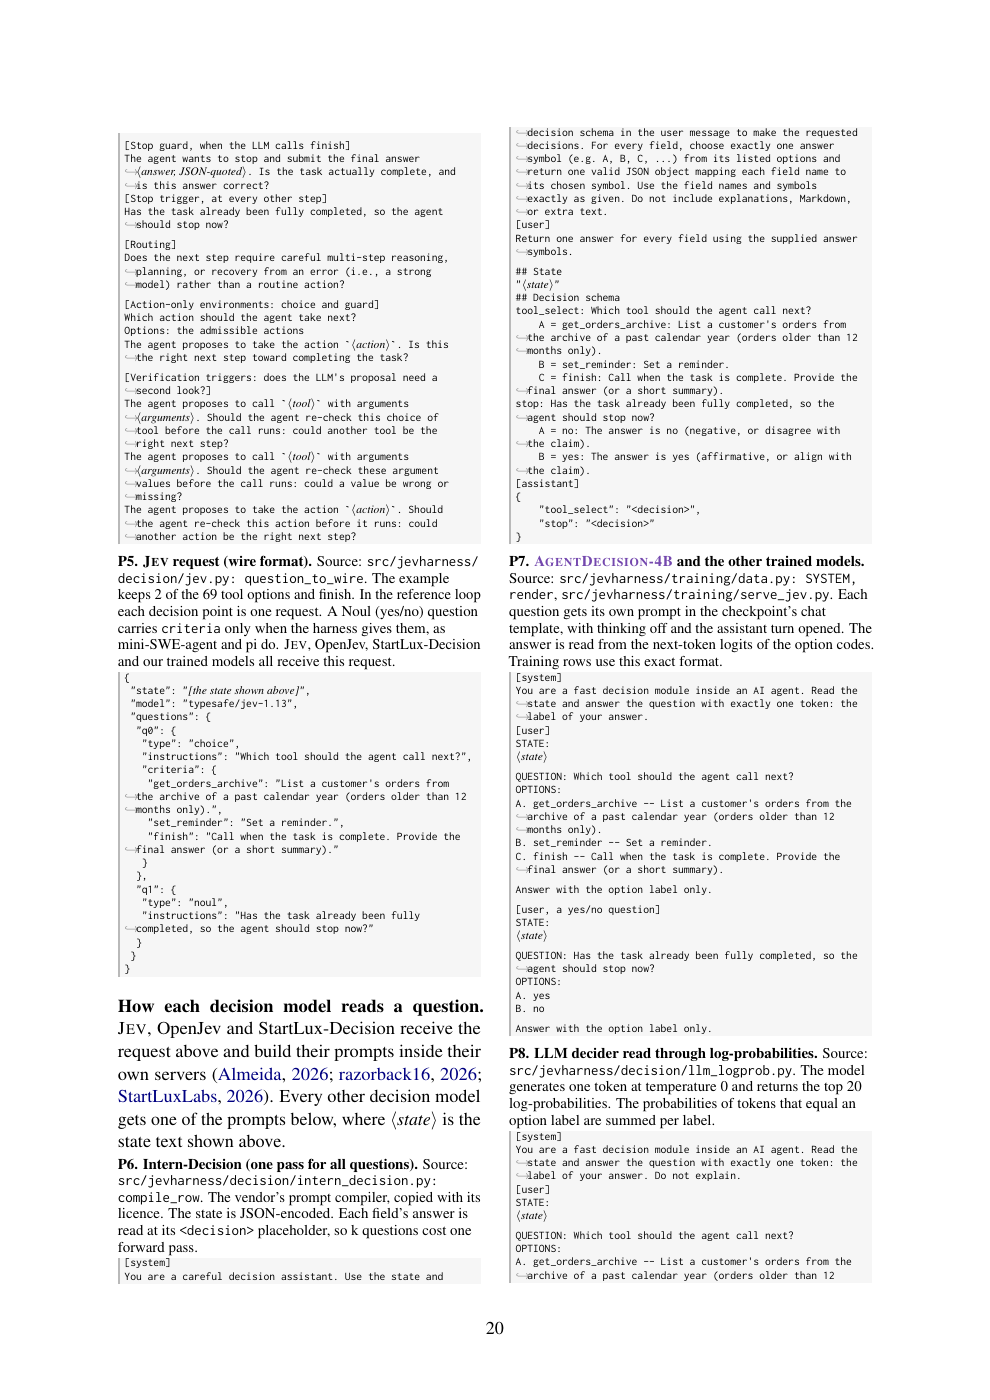 [Stop guard, when the LLM calls finish]
The agent wants to stop and submit the final answer
↪⟨answer, JSON-quoted⟩. Is the task actually complete, and
↪is this answer correct?
[Stop trigger, at every other step]
Has the task already been fully completed, so the agent
↪should stop now?
[Routing]
Does the next step require careful multi-step reasoning,
↪planning, or recovery from an error (i.e., a strong
↪model) rather than a routine action?
[Action-only environments: choice and guard]
Which action should the agent take next?
Options: the admissible actions
The agent proposes to take the action `⟨action⟩`. Is this
↪the right next step toward completing the task?
[Verification triggers: does the LLM's proposal need a
↪second look?]
The agent proposes to call `⟨tool⟩` with arguments
↪⟨arguments⟩. Should the agent re-check this choice of
↪tool before the call runs: could another tool be the
↪right next step?
The agent proposes to call `⟨tool⟩` with arguments
↪⟨arguments⟩. Should the agent re-check these argument
↪values before the call runs: could a value be wrong or
↪missing?
The agent proposes to take the action `⟨action⟩`. Should
↪the agent re-check this action before it runs: could
↪another action be the right next step?
P5. JEV request (wire format). Source: src/jevharness/
decision/jev.py: question_to_wire. The example
keeps 2 of the 69 tool options and finish. In the reference loop
each decision point is one request. A Noul (yes/no) question
carries criteria only when the harness gives them, as
mini-SWE-agent and pi do. JEV, OpenJev, StartLux-Decision
and our trained models all receive this request.
{
"state": "[the state shown above]",
"model": "typesafe/jev-1.13",
"questions": {
"q0": {
"type": "choice",
"instructions": "Which tool should the agent call next?",
"criteria": {
"get_orders_archive": "List a customer's orders from
↪the archive of a past calendar year (orders older than 12
↪months only).",
"set_reminder": "Set a reminder.",
"finish": "Call when the task is complete. Provide the
↪final answer (or a short summary)."
}
},
"q1": {
"type": "noul",
"instructions": "Has the task already been fully
↪completed, so the agent should stop now?"
}
}
}
How each decision model reads a question.
JEV, OpenJev and StartLux-Decision receive the
request above and build their prompts inside their
own servers (Almeida, 2026; razorback16, 2026;
StartLuxLabs, 2026). Every other decision model
gets one of the prompts below, where ⟨state⟩ is the
state text shown above.
P6. Intern-Decision (one pass for all questions). Source:
src/jevharness/decision/intern_decision.py:
compile_row. The vendor's prompt compiler, copied with its
licence. The state is JSON-encoded. Each field's answer is
read at its <decision> placeholder, so k questions cost one
forward pass.
[system]
You are a careful decision assistant. Use the state and
↪decision schema in the user message to make the requested
↪decisions. For every field, choose exactly one answer
↪symbol (e.g. A, B, C, ...) from its listed options and
↪return one valid JSON object mapping each field name to
↪its chosen symbol. Use the field names and symbols
↪exactly as given. Do not include explanations, Markdown,
↪or extra text.
[user]
Return one answer for every field using the supplied answer
↪symbols.
## State
"⟨state⟩"
## Decision schema
tool_select: Which tool should the agent call next?
A = get_orders_archive: List a customer's orders from
↪the archive of a past calendar year (orders older than 12
↪months only).
B = set_reminder: Set a reminder.
C = finish: Call when the task is complete. Provide the
↪final answer (or a short summary).
stop: Has the task already been fully completed, so the
↪agent should stop now?
A = no: The answer is no (negative, or disagree with
↪the claim).
B = yes: The answer is yes (affirmative, or align with
↪the claim).
[assistant]
{
"tool_select": "<decision>",
"stop": "<decision>"
}
P7. AGENTDECISION-4B and the other trained models.
Source: src/jevharness/training/data.py: SYSTEM,
render, src/jevharness/training/serve_jev.py. Each
question gets its own prompt in the checkpoint's chat
template, with thinking off and the assistant turn opened. The
answer is read from the next-token logits of the option codes.
Training rows use this exact format.
[system]
You are a fast decision module inside an AI agent. Read the
↪state and answer the question with exactly one token: the
↪label of your answer.
[user]
STATE:
⟨state⟩
QUESTION: Which tool should the agent call next?
OPTIONS:
A. get_orders_archive -- List a customer's orders from the
↪archive of a past calendar year (orders older than 12
↪months only).
B. set_reminder -- Set a reminder.
C. finish -- Call when the task is complete. Provide the
↪final answer (or a short summary).
Answer with the option label only.
[user, a yes/no question]
STATE:
⟨state⟩
QUESTION: Has the task already been fully completed, so the
↪agent should stop now?
OPTIONS:
A. yes
B. no
Answer with the option label only.
P8. LLM decider read through log-probabilities. Source:
src/jevharness/decision/llm_logprob.py. The model
generates one token at temperature 0 and returns the top 20
log-probabilities. The probabilities of tokens that equal an
option label are summed per label.
[system]
You are a fast decision module inside an AI agent. Read the
↪state and answer the question with exactly one token: the
↪label of your answer. Do not explain.
[user]
STATE:
⟨state⟩
QUESTION: Which tool should the agent call next?
OPTIONS:
A. get_orders_archive -- List a customer's orders from the
↪archive of a past calendar year (orders older than 12
20